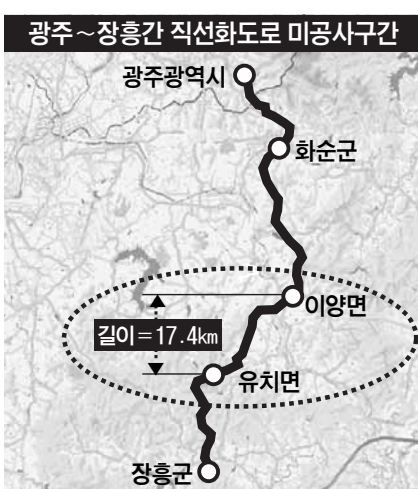 광주~장흥간 직선화도로 미공사구간
광주광역시
화순군
이양면
길이=17.4㎞
유치면
장흥군